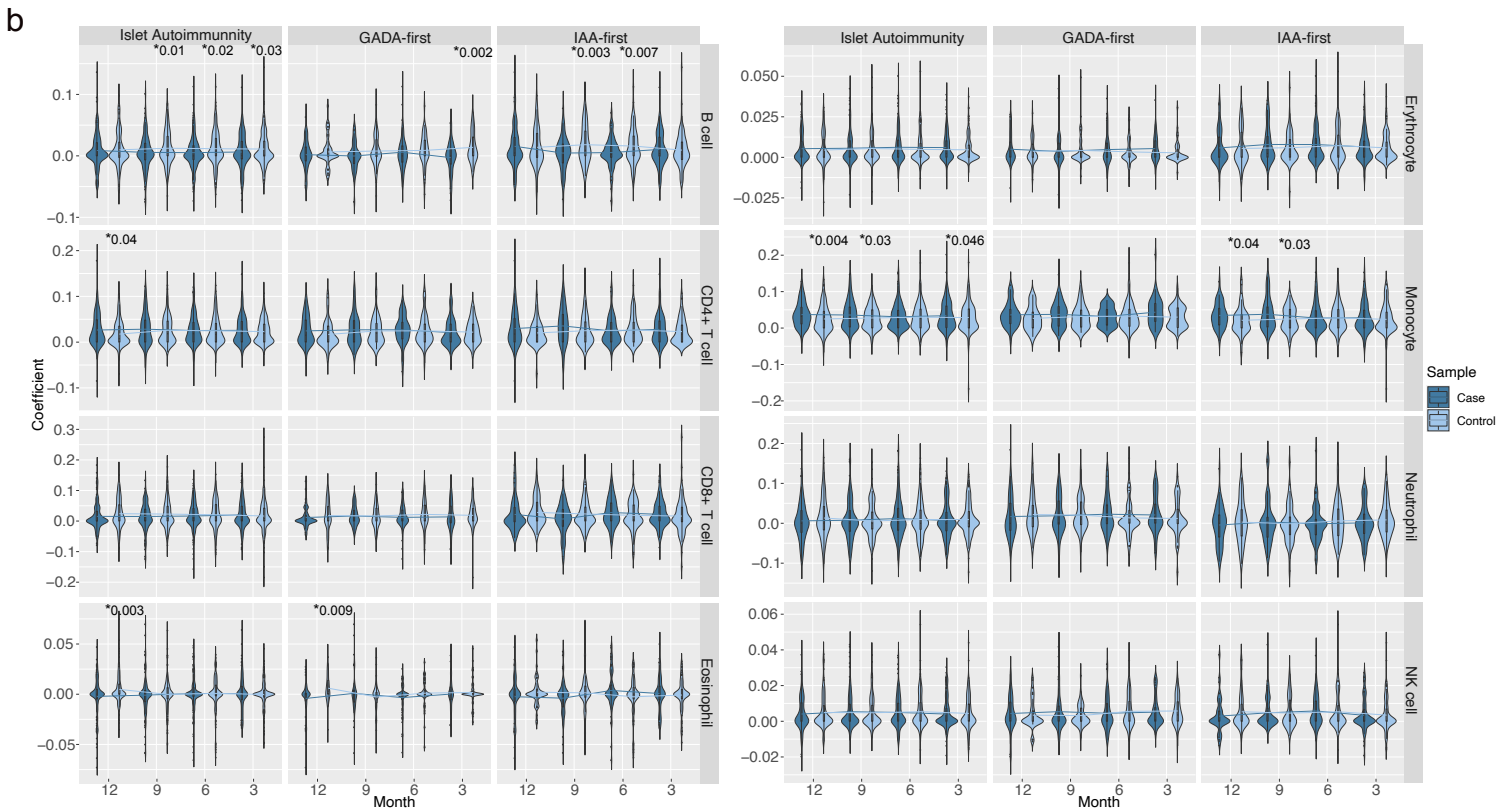 b
Islet Autoimmunnity
GADA-first
IAA-first
*0.01
*0.02
*0.03
*0.002
*0.003
*0.007
0.1
0.0
−0.1
B cell
*0.04
0.2
0.1
0.0
−0.1
CD4+ T cell
0.3
0.2
0.1
0.0
−0.1
−0.2
CD8+ T cell
*0.003
*0.009
0.05
0.00
−0.05
Eosinophil
Coefficient
12 9 6 3
12 9 6 3
12 9 6 3
Month
Islet Autoimmunity
GADA-first
IAA-first
0.050
0.025
0.000
−0.025
Erythrocyte
*0.004
*0.03
*0.046
*0.04
*0.03
0.2
0.1
0.0
−0.1
−0.2
Monocyte
0.2
0.1
0.0
−0.1
Neutrophil
0.06
0.04
0.02
0.00
−0.02
NK cell
12 9 6 3
12 9 6 3
12 9 6 3
Month
Sample
Case
Control